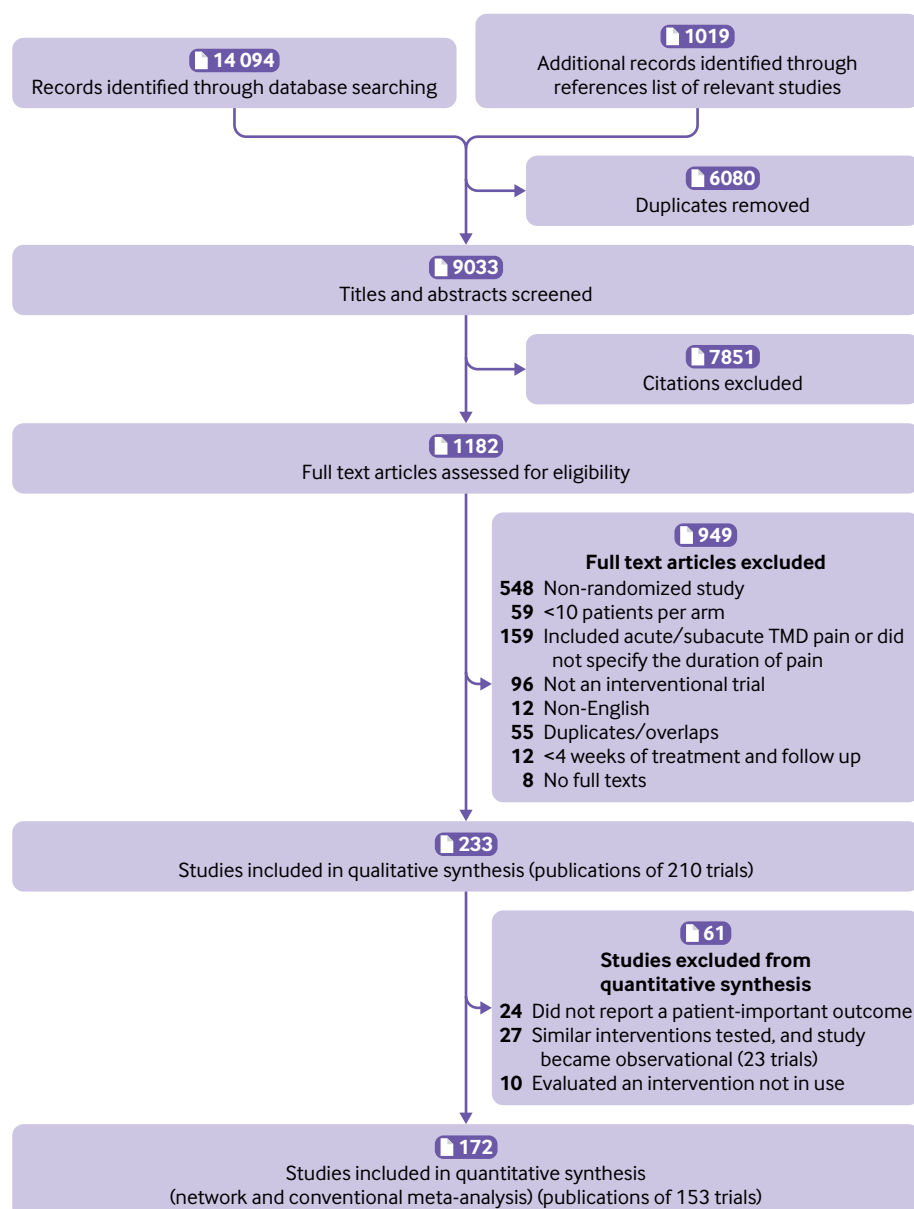 14 094
Records identified through database searching
1019
Additional records identified through
references list of relevant studies
6080
Duplicates removed
9033
Titles and abstracts screened
7851
Citations excluded
1182
Full text articles assessed for eligibility
949
Full text articles excluded
548 Non-randomized study
59 <10 patients per arm
159 Included acute/subacute TMD pain or did
not specify the duration of pain
96 Not an interventional trial
12 Non-English
55 Duplicates/overlaps
12 <4 weeks of treatment and follow up
8 No full texts
233
Studies included in qualitative synthesis (publications of 210 trials)
61
Studies excluded from
quantitative synthesis
24 Did not report a patient-important outcome
27 Similar interventions tested, and study
became observational (23 trials)
10 Evaluated an intervention not in use
172
Studies included in quantitative synthesis
(network and conventional meta-analysis) (publications of 153 trials)